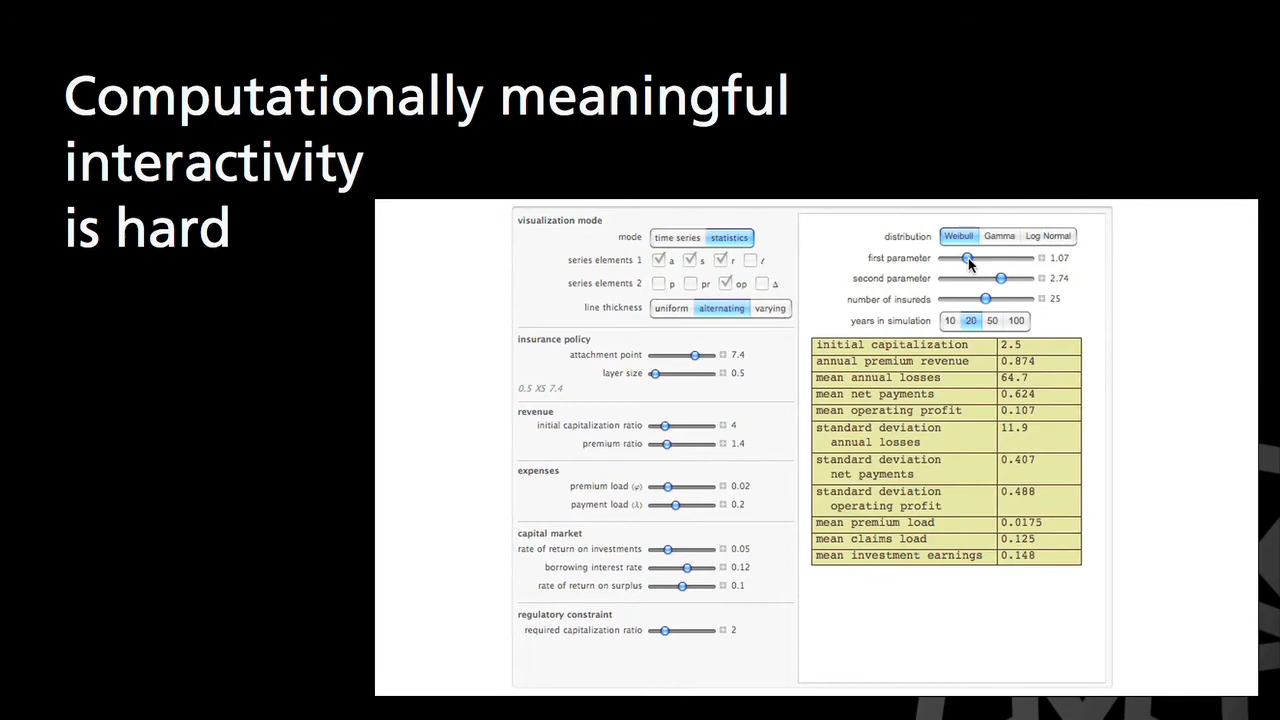 Computationally meaningful
interactivity
is hard
visualization mode
mode time series statistics
series elements 1 a s r ℓ
series elements 2 p pr op Δ
line thickness uniform alternating varying
insurance policy
attachment point 7.4
layer size 0.5
0.5 XS 7.4
revenue
initial capitalization ratio 4
premium ratio 1.4
expenses
premium load (φ) 0.02
payment load (λ) 0.2
capital market
rate of return on investments 0.05
borrowing interest rate 0.12
rate of return on surplus 0.1
regulatory constraint
required capitalization ratio 2
distribution Weibull Gamma Log Normal
first parameter 1.07
second parameter 2.74
number of insureds 25
years in simulation 10 20 50 100
initial capitalization 2.5
annual premium revenue 0.874
mean annual losses 64.7
mean net payments 0.624
mean operating profit 0.107
standard deviation 11.9
annual losses
standard deviation 0.407
net payments
standard deviation 0.488
operating profit
mean premium load 0.0175
mean claims load 0.125
mean investment earnings 0.148